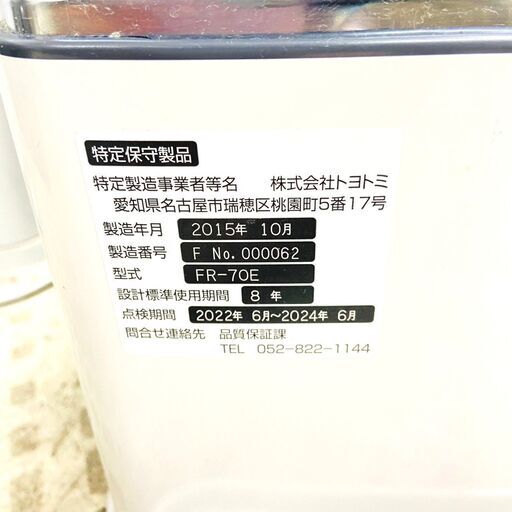 特定保守製品
特定製造事業者等名 株式会社トヨトミ
愛知県名古屋市瑞穂区桃園町5番17号
製造年月 2015年 10月
製造番号 F No.000062
型式 FR-70E
設計標準使用期間 8 年
点検期間 2022年 6月~2024年 6月
問合せ連絡先 品質保証課
TEL 052-822-1144